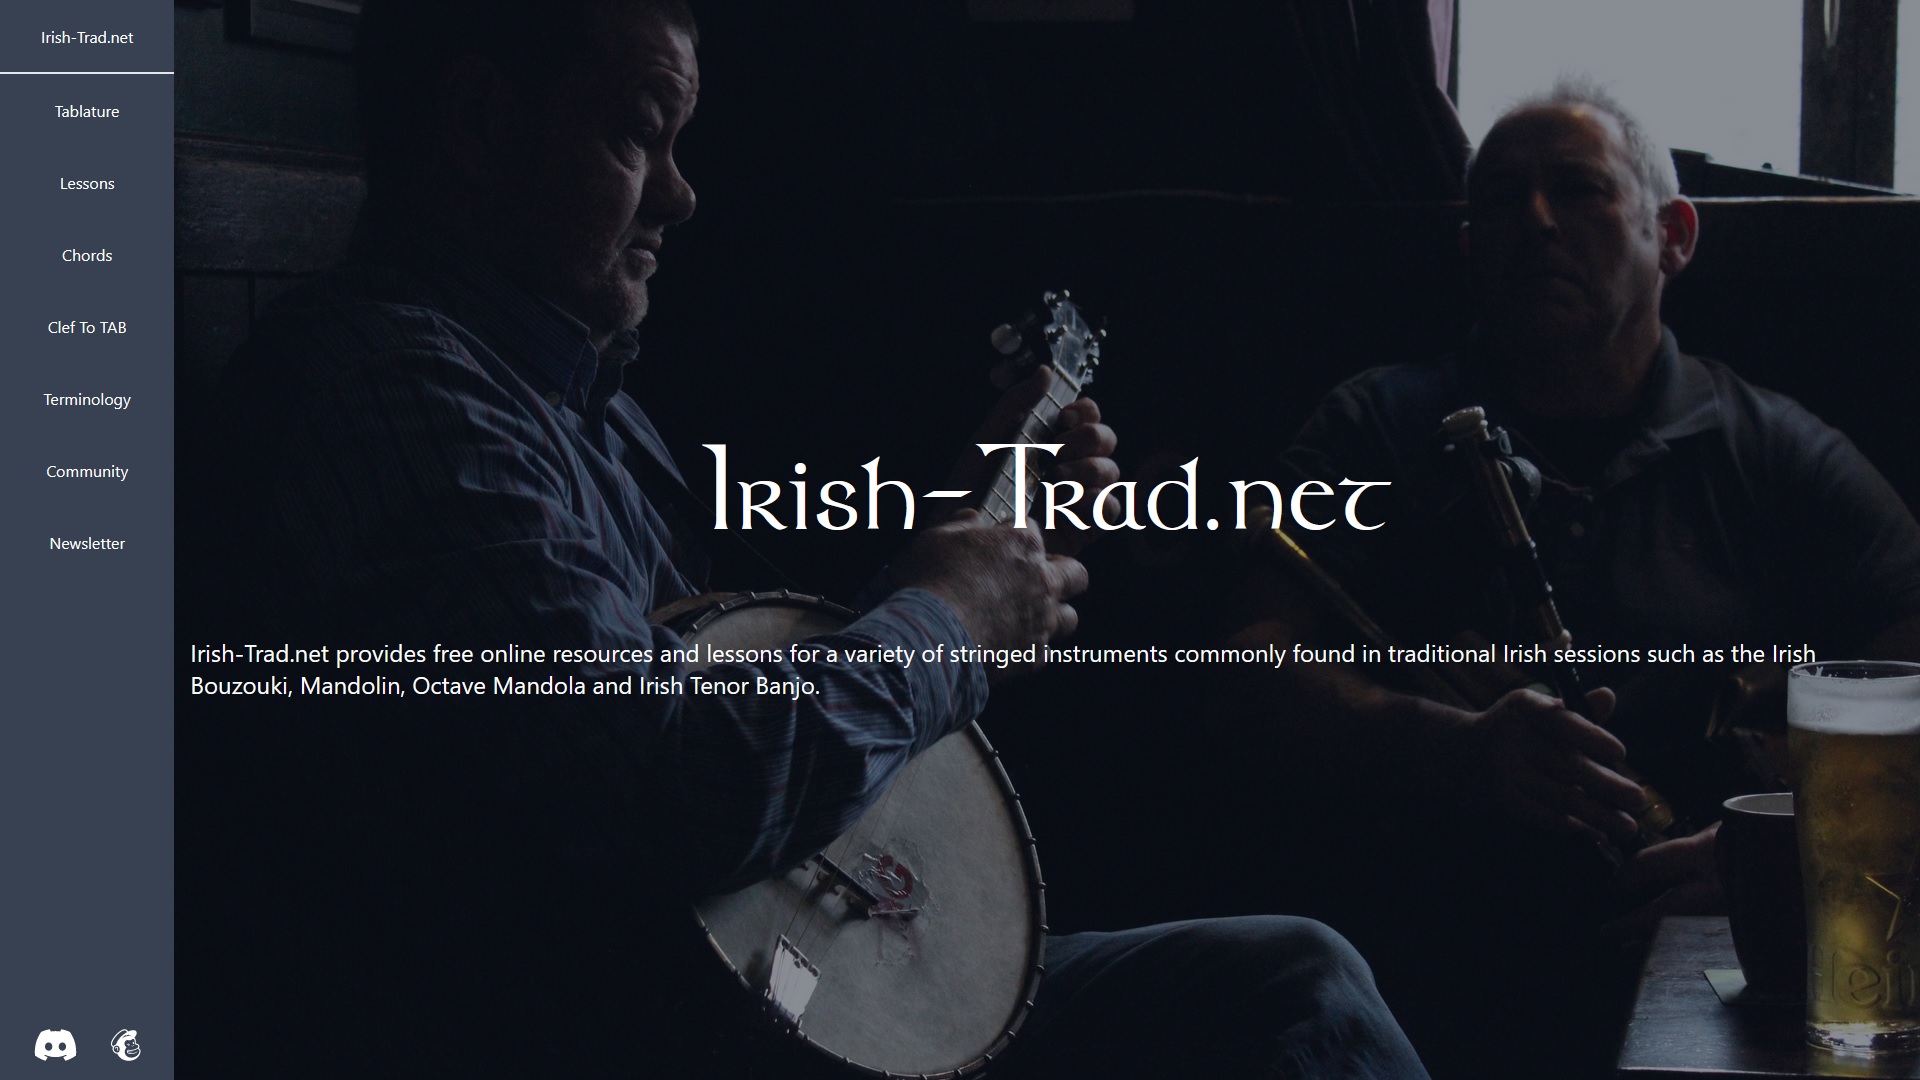 Irish-Trad.net
Tablature
Lessons
Chords
Clef To TAB
Terminology
Community
Newsletter
Irish-Trad.net
Irish-Trad.net provides free online resources and lessons for a variety of stringed instruments commonly found in traditional Irish sessions such as the Irish
Bouzouki, Mandolin, Octave Mandola and Irish Tenor Banjo.